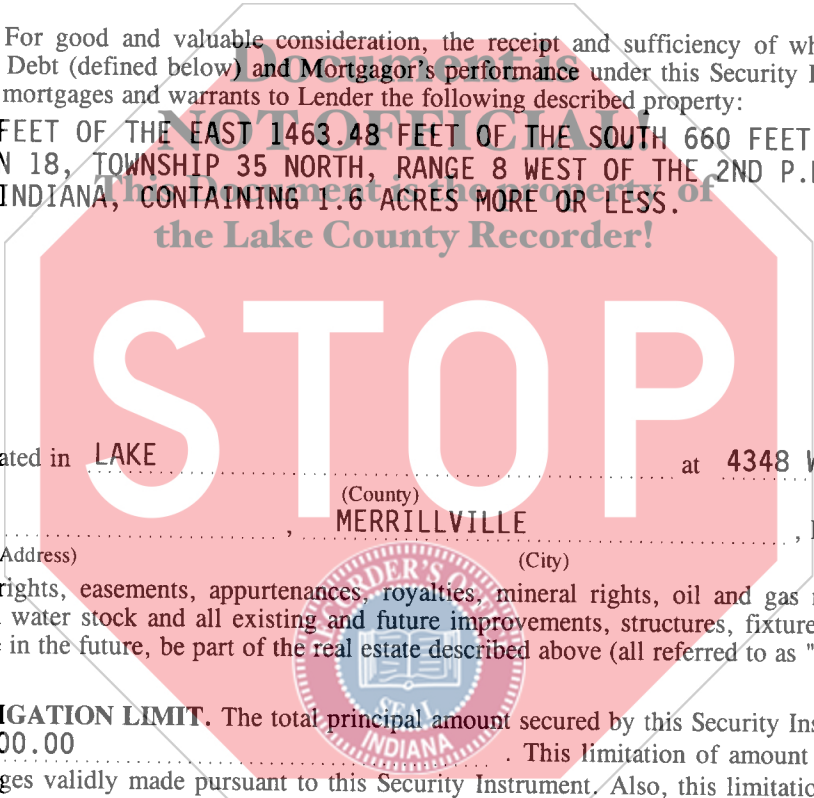 For good and valuable consideration, the receipt and sufficiency of
Document is
Debt (defined below) and Mortgagor's performance under this Security
mortgages and warrants to Lender the following described property:
NOT OFFICIAL!
FEET OF THE EAST 1463.48 FEET OF THE SOUTH 660 FEET
18, TOWNSHIP 35 NORTH, RANGE 8 WEST OF THE 2ND
This Document is the property of
INDIANA, CONTAINING 1.6 ACRES MORE OR LESS.
the Lake County Recorder!
STOP
in LAKE at 4348
(County)
, MERRILLVILLE ,
Address) (City)
rights, easements, appurtenances, royalties, mineral rights, oil and gas
water stock and all existing and future improvements, structures,
in the future, be part of the real estate described above (all referred to as "
RECORDER'S
SEAL
INDIANA
LIMIT. The total principal amount secured by this Security
00.00 . This limitation of amount
validly made pursuant to this Security Instrument. Also, this